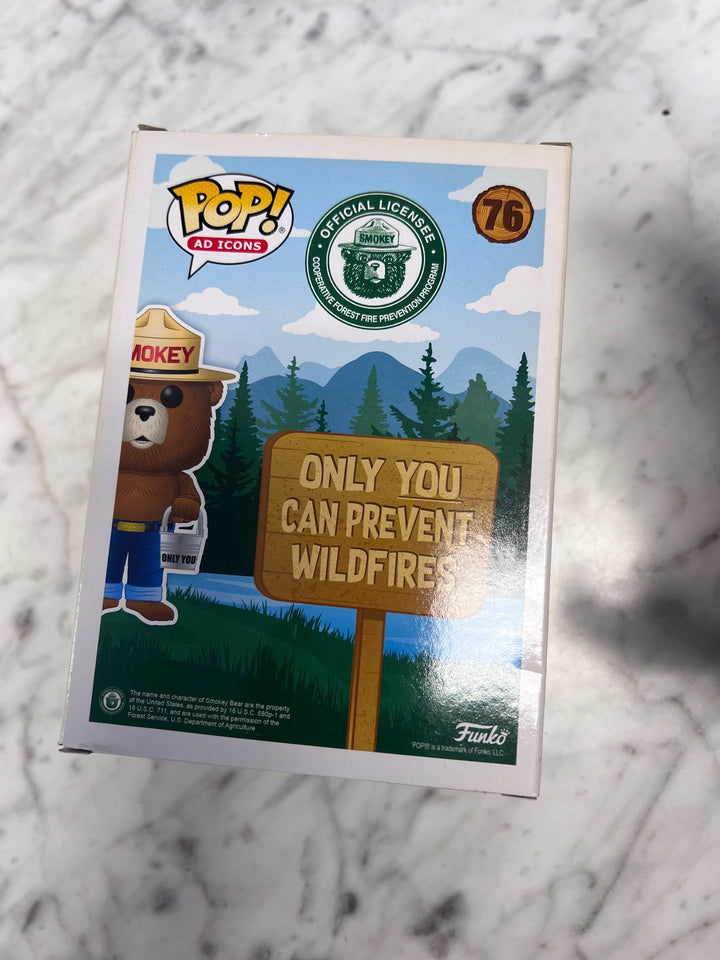 POP!®
AD ICONS
OFFICIAL LICENSEE
SMOKEY
COOPERATIVE FOREST FIRE PREVENTION PROGRAM
76
MOKEY
ONLY YOU
CAN PREVENT
WILDFIRES
ONLY YOU
The name and character of Smokey Bear are the property
of the United States, as provided by 16 U.S.C. 580p-1 and
18 U.S.C. 711, and are used with the permission of the
Forest Service, U.S. Department of Agriculture
Funko
POP!® is a trademark of Funko, LLC.